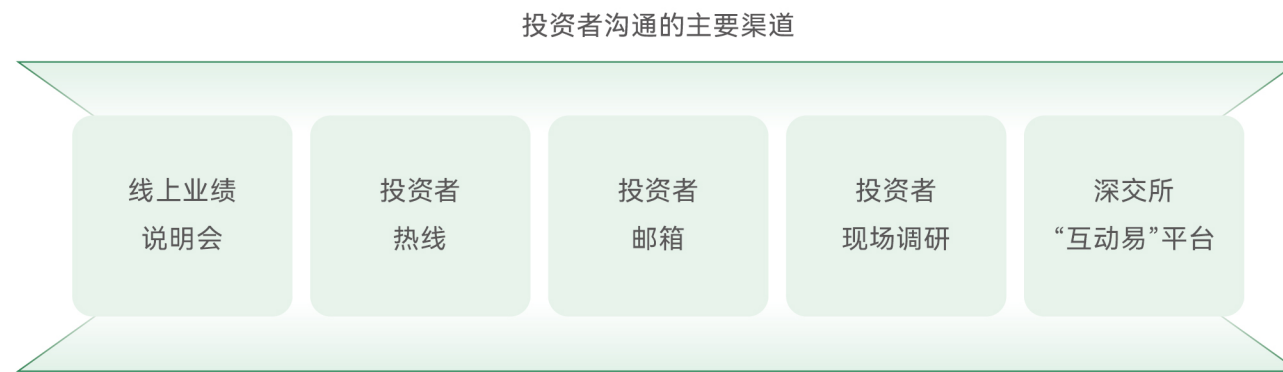 投资者沟通的主要渠道
线上业绩
说明会
投资者
热线
投资者
邮箱
投资者
现场调研
深交所
“互动易”平台